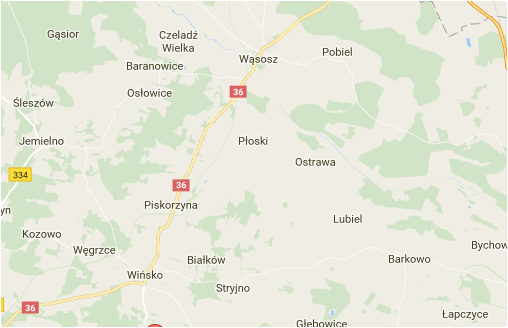 Gąsior
Czeladź
Wielka
Wąsosz
Pobiel
Baranowice
Osłowice
36
Śleszów
Jemielno
Płoski
Ostrawa
334
36
Piskorzyna
yn
Lubiel
Kozowo
Węgrzce
Bychow
Białków
Barkowo
Wińsko
Stryjno
36
Łapczyce
Głębowice